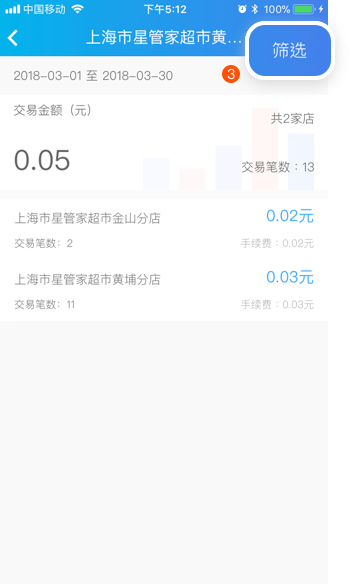 中国移动 下午5:12 100%
上海市星管家超市黄... 筛选
2018-03-01 至 2018-03-30 3
交易金额（元） 共2家店
0.05 交易笔数：13
上海市星管家超市金山分店 0.02元
交易笔数：2 手续费：0.02元
上海市星管家超市黄埔分店 0.03元
交易笔数：11 手续费：0.03元